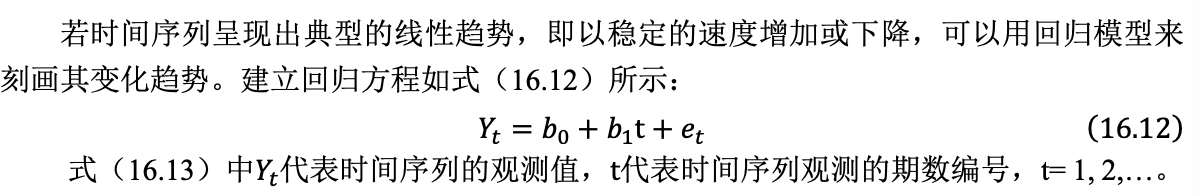 若时间序列呈现出典型的线性趋势，即以稳定的速度增加或下降，可以用回归模型来
刻画其变化趋势。建立回归方程如式（16.12）所示：
Yₜ = b₀ + b₁t + eₜ (16.12)
式（16.13）中Yₜ代表时间序列的观测值，t代表时间序列观测的期数编号，t= 1, 2,…。